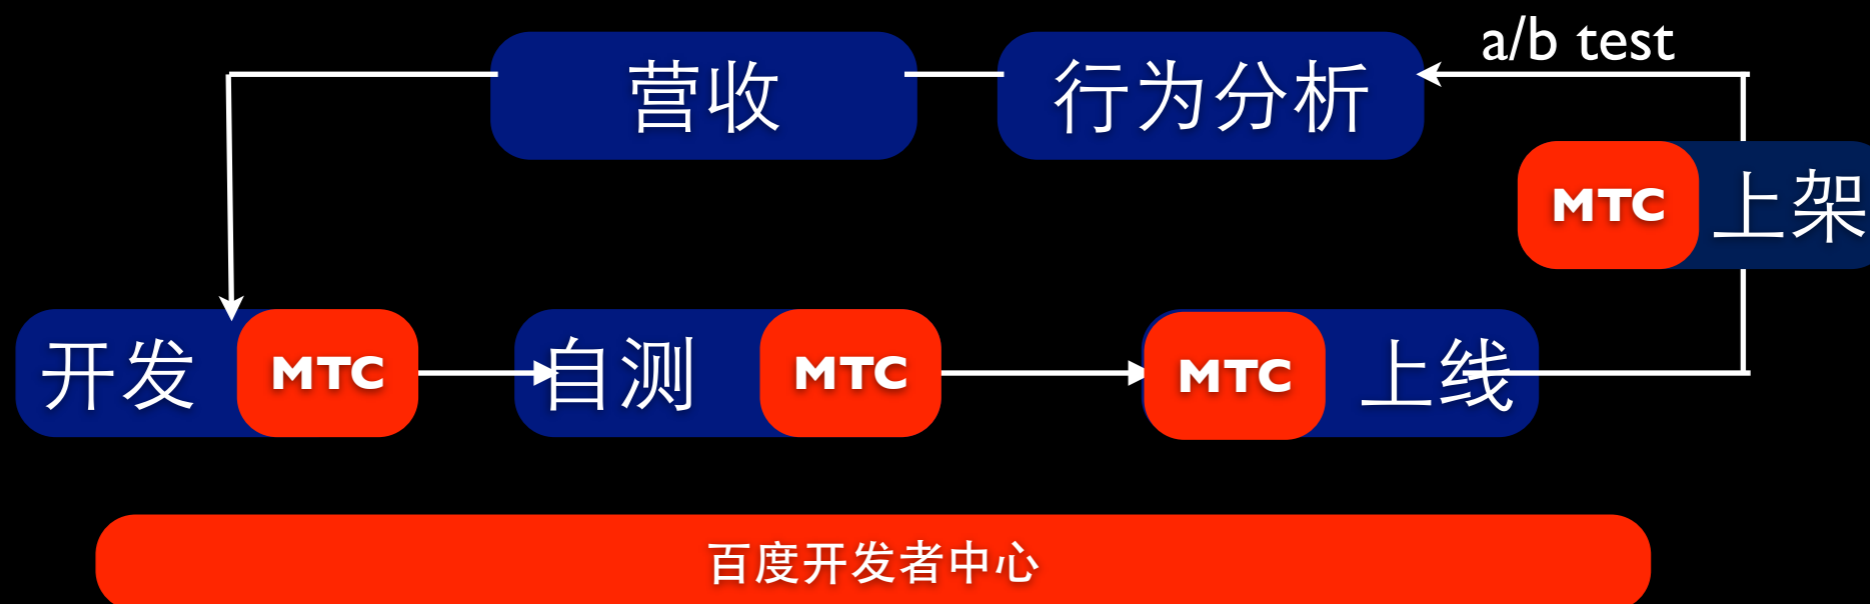 a/b test
营收
行为分析
MTC 上架
开发 MTC
自测 MTC
MTC 上线
百度开发者中心